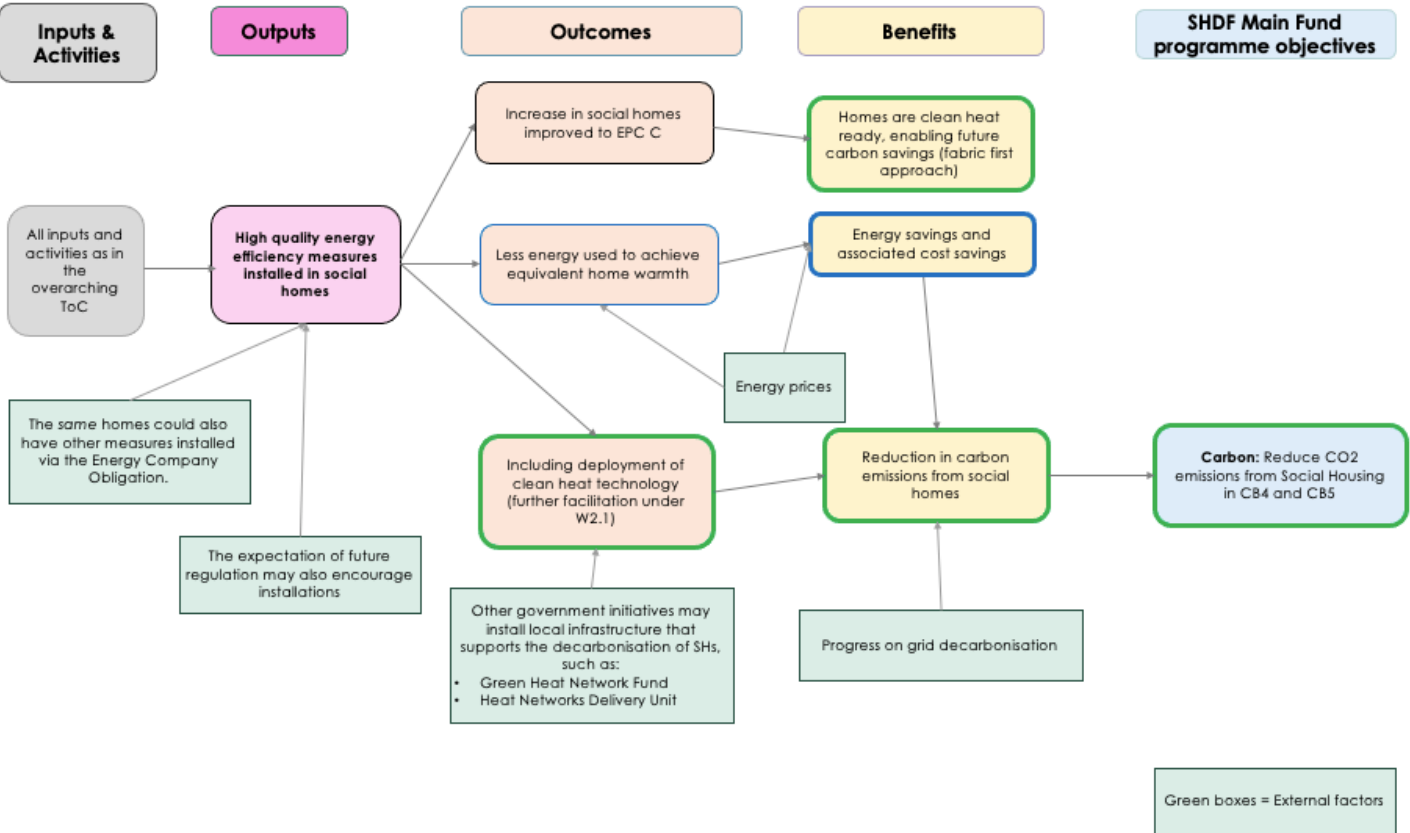 Inputs &
Activities
Outputs
Outcomes
Benefits
SHDF Main Fund
programme objectives
Increase in social homes
improved to EPC C
Homes are clean heat
ready, enabling future
carbon savings (fabric first
approach)
All inputs and
activities as in
the
overarching
ToC
High quality energy
efficiency measures
installed in social
homes
Less energy used to achieve
equivalent home warmth
Energy savings and
associated cost savings
Energy prices
The same homes could also
have other measures installed
via the Energy Company
Obligation.
Including deployment of
clean heat technology
(further facilitation under
W2.1)
Reduction in carbon
emissions from social
homes
Carbon: Reduce CO2
emissions from Social Housing
in CB4 and CB5
The expectation of future
regulation may also encourage
installations
Other government initiatives may
install local infrastructure that
supports the decarbonisation of SHs,
such as:
• Green Heat Network Fund
• Heat Networks Delivery Unit
Progress on grid decarbonisation
Green boxes = External factors